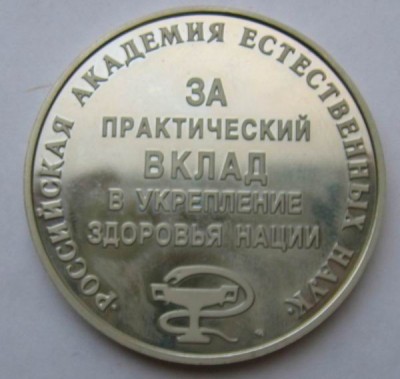 ·РОССИЙСКАЯ АКАДЕМИЯ ЕСТЕСТВЕННЫХ НАУК·
ЗА
ПРАКТИЧЕСКИЙ
ВКЛАД
В УКРЕПЛЕНИЕ
ЗДОРОВЬЯ НАЦИИ